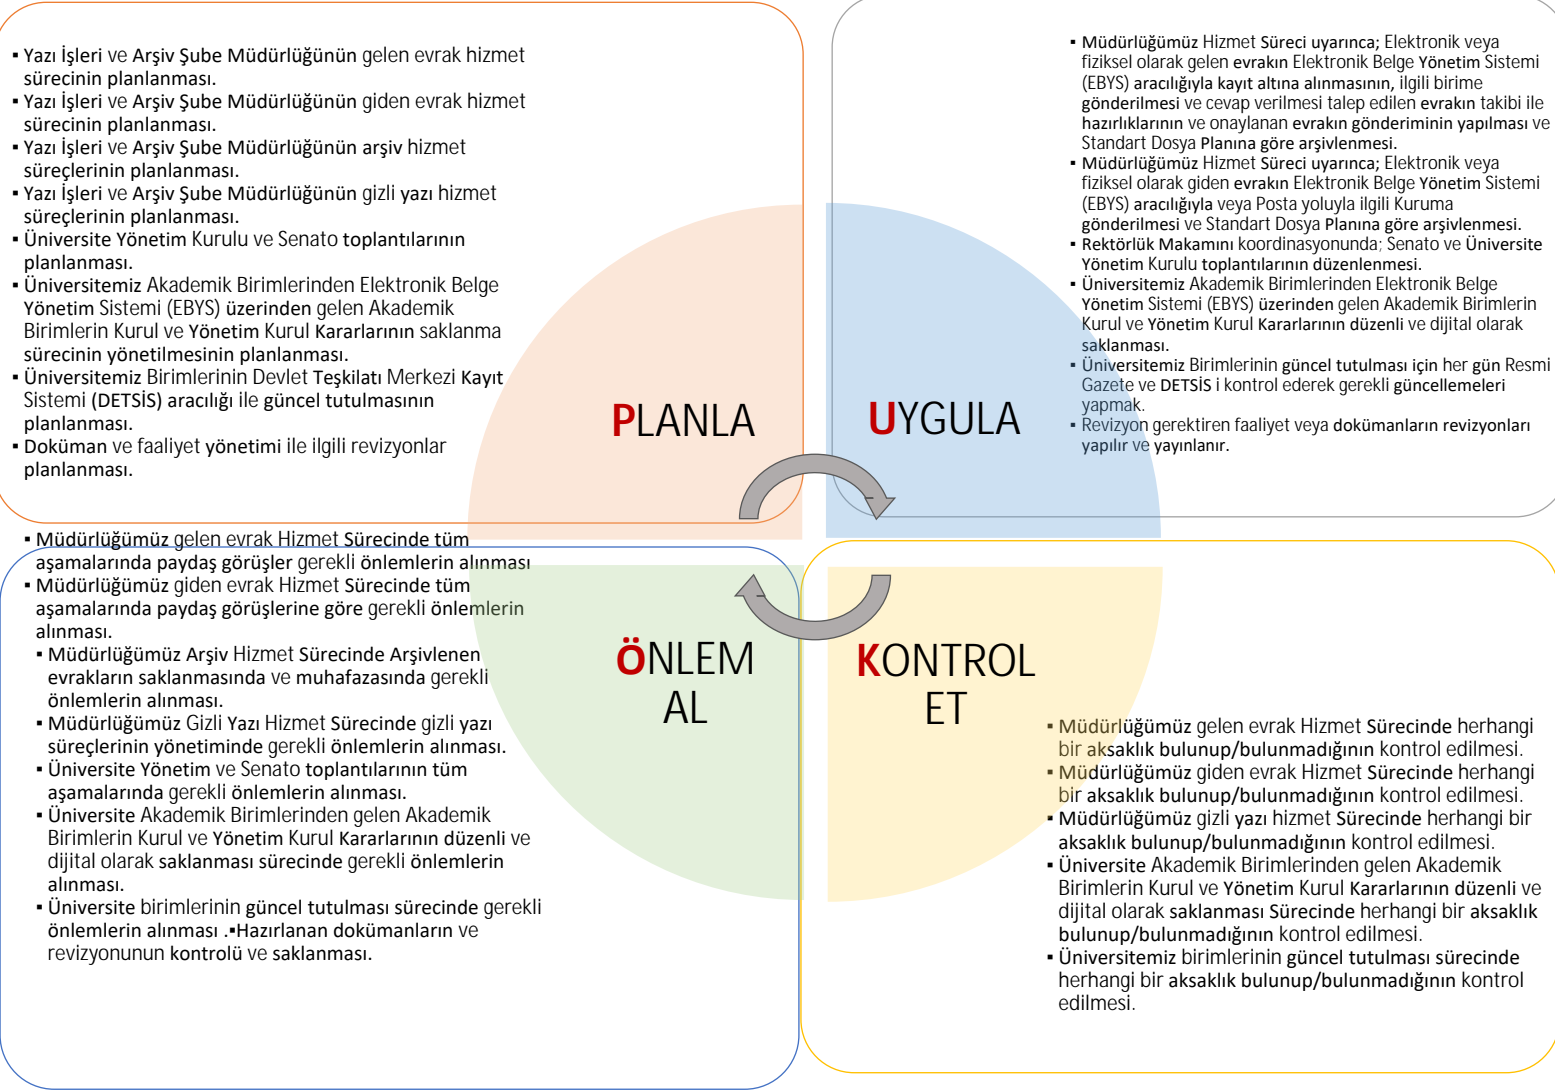 ▪ Yazı İşleri ve Arşiv Şube Müdürlüğünün gelen evrak hizmet
sürecinin planlanması.
▪ Yazı İşleri ve Arşiv Şube Müdürlüğünün giden evrak hizmet
sürecinin planlanması.
▪ Yazı İşleri ve Arşiv Şube Müdürlüğünün arşiv hizmet
süreçlerinin planlanması.
▪ Yazı İşleri ve Arşiv Şube Müdürlüğünün gizli yazı hizmet
süreçlerinin planlanması.
▪ Üniversite Yönetim Kurulu ve Senato toplantılarının
planlanması.
▪ Üniversitemiz Akademik Birimlerinden Elektronik Belge
Yönetim Sistemi (EBYS) üzerinden gelen Akademik
Birimlerin Kurul ve Yönetim Kurul Kararlarının saklanma
sürecinin yönetilmesinin planlanması.
▪ Üniversitemiz Birimlerinin Devlet Teşkilatı Merkezi Kayıt
Sistemi (DETSİS) aracılığı ile güncel tutulmasının
planlanması.
▪ Doküman ve faaliyet yönetimi ile ilgili revizyonlar
planlanması.
PLANLA
▪ Müdürlüğümüz Hizmet Süreci uyarınca; Elektronik veya
fiziksel olarak gelen evrakın Elektronik Belge Yönetim Sistemi
(EBYS) aracılığıyla kayıt altına alınmasının, ilgili birime
gönderilmesi ve cevap verilmesi talep edilen evrakın takibi ile
hazırlıklarının ve onaylanan evrakın gönderiminin yapılması ve
Standart Dosya Planına göre arşivlenmesi.
▪ Müdürlüğümüz Hizmet Süreci uyarınca; Elektronik veya
fiziksel olarak giden evrakın Elektronik Belge Yönetim Sistemi
(EBYS) aracılığıyla veya Posta yoluyla ilgili Kuruma
gönderilmesi ve Standart Dosya Planına göre arşivlenmesi.
▪ Rektörlük Makamını koordinasyonunda; Senato ve Üniversite
Yönetim Kurulu toplantılarının düzenlenmesi.
▪ Üniversitemiz Akademik Birimlerinden Elektronik Belge
Yönetim Sistemi (EBYS) üzerinden gelen Akademik Birimlerin
Kurul ve Yönetim Kurul Kararlarının düzenli ve dijital olarak
saklanması.
▪ Üniversitemiz Birimlerinin güncel tutulması için her gün Resmi
Gazete ve DETSİS i kontrol ederek gerekli güncellemeleri
yapmak.
▪ Revizyon gerektiren faaliyet veya dokümanların revizyonları
yapılır ve yayınlanır.
UYGULA
▪ Müdürlüğümüz gelen evrak Hizmet Sürecinde tüm
aşamalarında paydaş görüşler gerekli önlemlerin alınması
▪ Müdürlüğümüz giden evrak Hizmet Sürecinde tüm
aşamalarında paydaş görüşlerine göre gerekli önlemlerin
alınması.
▪ Müdürlüğümüz Arşiv Hizmet Sürecinde Arşivlenen
evrakların saklanmasında ve muhafazasında gerekli
önlemlerin alınması.
▪ Müdürlüğümüz Gizli Yazı Hizmet Sürecinde gizli yazı
süreçlerinin yönetiminde gerekli önlemlerin alınması.
▪ Üniversite Yönetim ve Senato toplantılarının tüm
aşamalarında gerekli önlemlerin alınması.
▪ Üniversite Akademik Birimlerinden gelen Akademik
Birimlerin Kurul ve Yönetim Kurul Kararlarının düzenli ve
dijital olarak saklanması sürecinde gerekli önlemlerin
alınması.
▪ Üniversite birimlerinin güncel tutulması sürecinde gerekli
önlemlerin alınması .▪Hazırlanan dokümanların ve
revizyonunun kontrolü ve saklanması.
ÖNLEM
AL
KONTROL
ET
▪ Müdürlüğümüz gelen evrak Hizmet Sürecinde herhangi
bir aksaklık bulunup/bulunmadığının kontrol edilmesi.
▪ Müdürlüğümüz giden evrak Hizmet Sürecinde herhangi
bir aksaklık bulunup/bulunmadığının kontrol edilmesi.
▪ Müdürlüğümüz gizli yazı hizmet Sürecinde herhangi bir
aksaklık bulunup/bulunmadığının kontrol edilmesi.
▪ Üniversite Akademik Birimlerinden gelen Akademik
Birimlerin Kurul ve Yönetim Kurul Kararlarının düzenli ve
dijital olarak saklanması Sürecinde herhangi bir aksaklık
bulunup/bulunmadığının kontrol edilmesi.
▪ Üniversitemiz birimlerinin güncel tutulması sürecinde
herhangi bir aksaklık bulunup/bulunmadığının kontrol
edilmesi.